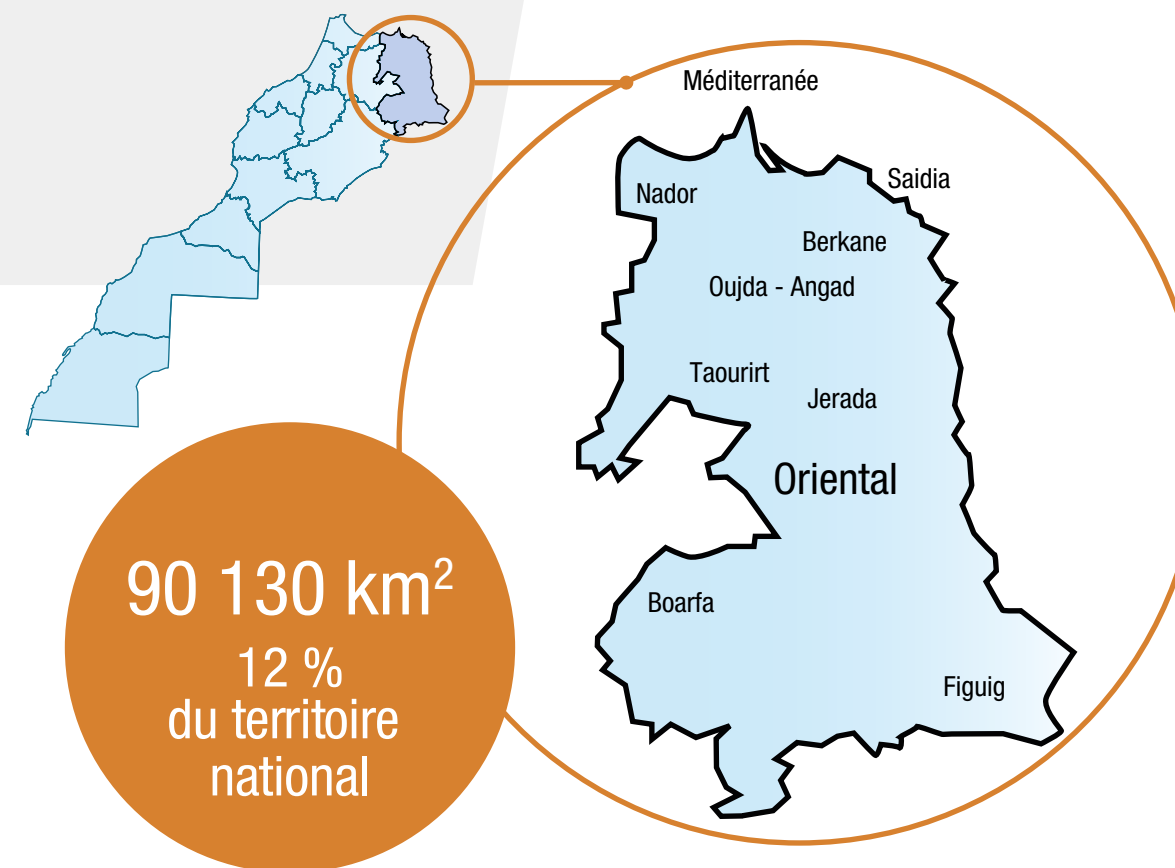 Méditerranée
Saidia
Nador
Berkane
Oujda - Angad
Taourirt
Jerada
Oriental
Boarfa
Figuig
90 130 km²
12 %
du territoire
national